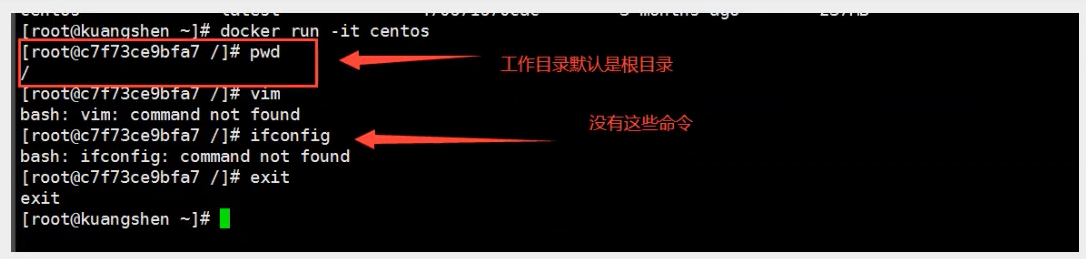 [root@kuangshen ~]# docker run -it centos
[root@c7f73ce9bfa7 /]# pwd
/
工作目录默认是根目录
[root@c7f73ce9bfa7 /]# vim
bash: vim: command not found
[root@c7f73ce9bfa7 /]# ifconfig
没有这些命令
bash: ifconfig: command not found
[root@c7f73ce9bfa7 /]# exit
exit
[root@kuangshen ~]#